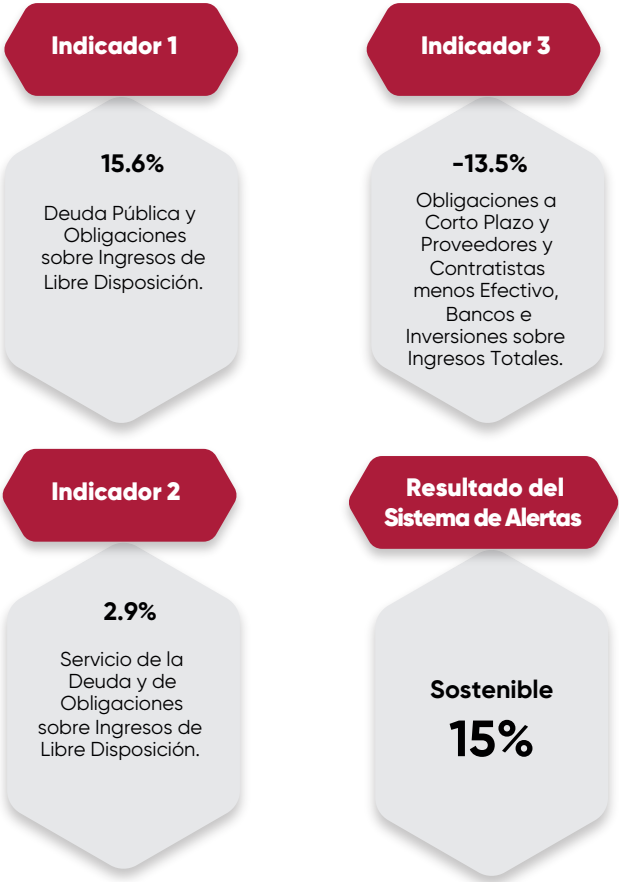 Indicador 1
15.6%
Deuda Pública y
Obligaciones
sobre Ingresos de
Libre Disposición.
Indicador 2
2.9%
Servicio de la
Deuda y de
Obligaciones
sobre Ingresos de
Libre Disposición.
Indicador 3
-13.5%
Obligaciones a
Corto Plazo y
Proveedores y
Contratistas
menos Efectivo,
Bancos e
Inversiones sobre
Ingresos Totales.
Resultado del
Sistema de Alertas
Sostenible
15%